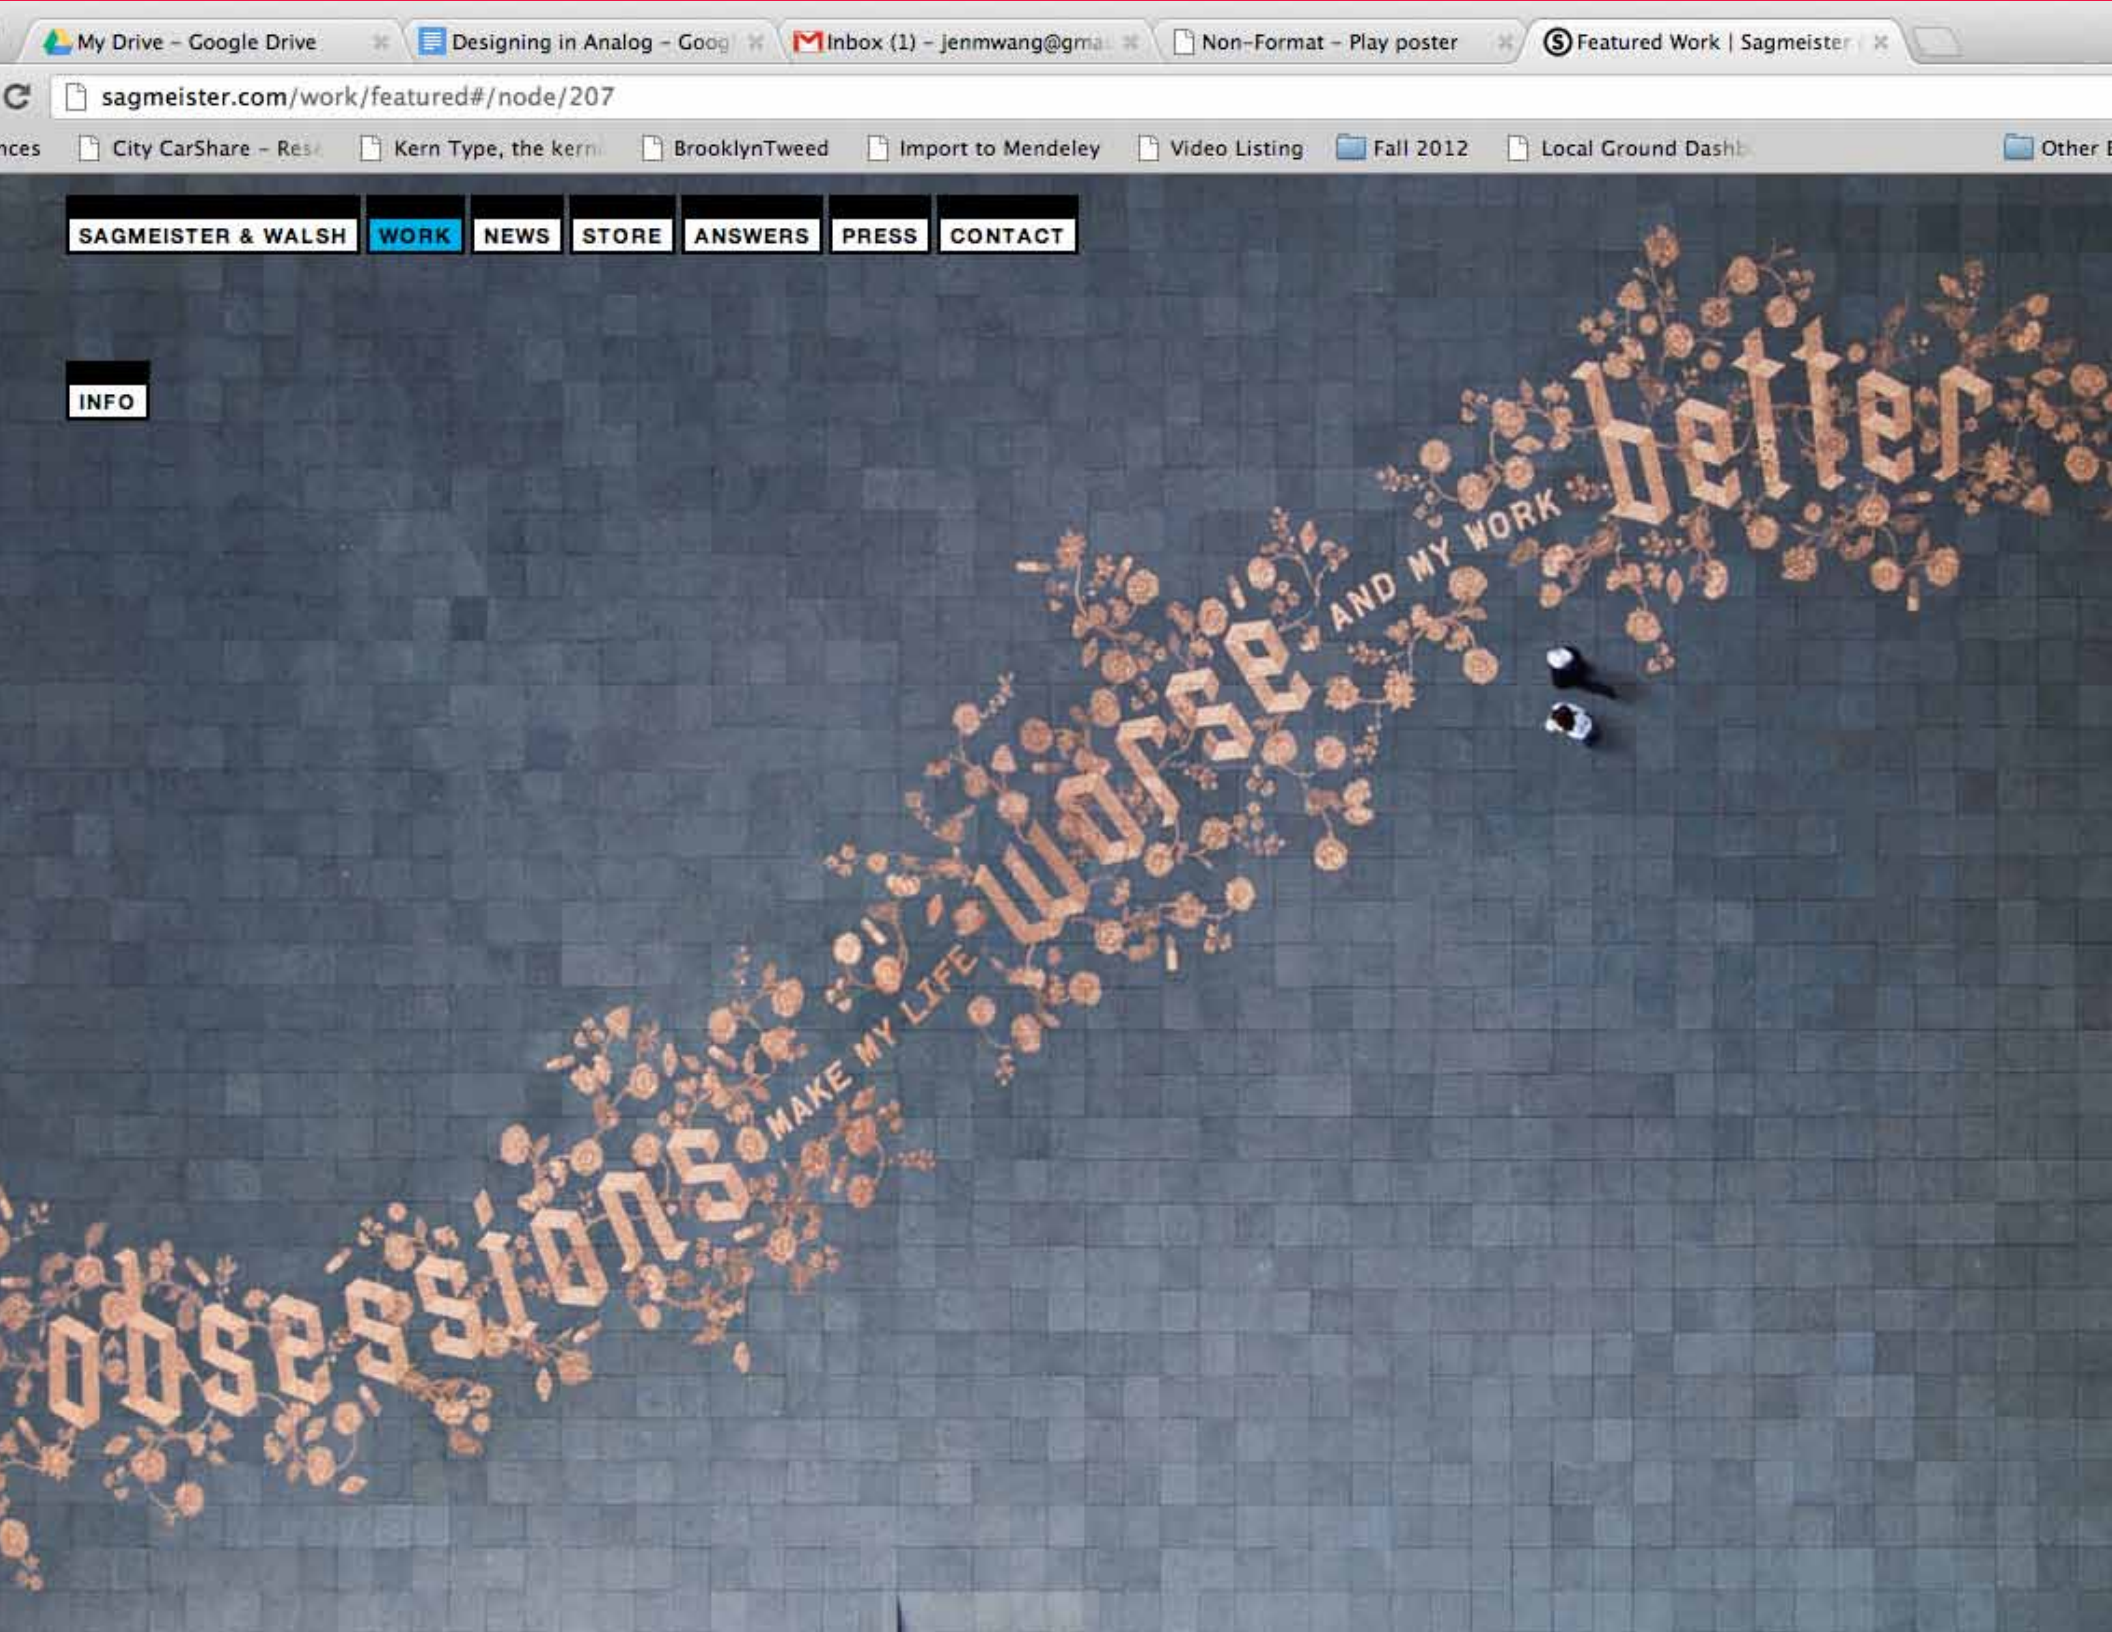 My Drive – Google Drive
Designing in Analog – Goog
Inbox (1) – jenmwang@gma
Non-Format – Play poster
Featured Work | Sagmeister
sagmeister.com/work/featured#/node/207
nces
City CarShare – Res
Kern Type, the kern
BrooklynTweed
Import to Mendeley
Video Listing
Fall 2012
Local Ground Dashb
Other B
SAGMEISTER & WALSH
WORK
NEWS
STORE
ANSWERS
PRESS
CONTACT
INFO
obsessions
MAKE MY LIFE
worse
AND MY WORK
better